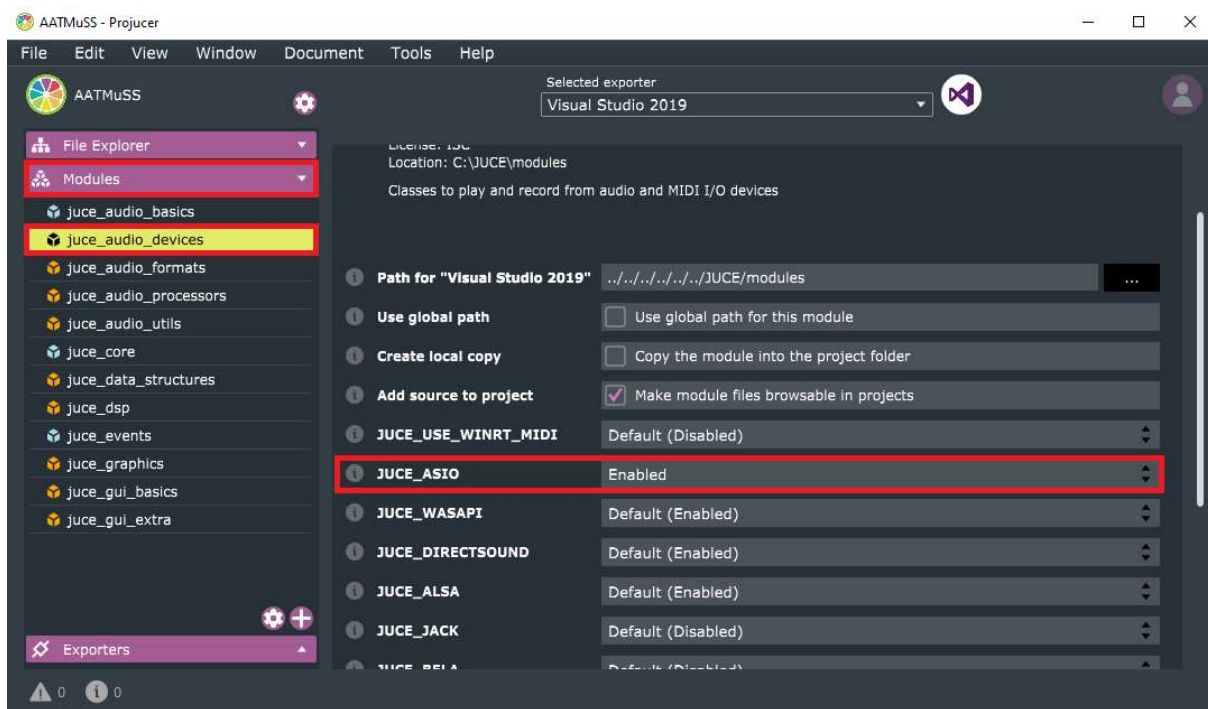 AATMuSS - Projucer
File Edit View Window Document Tools Help
AATMuSS
Selected exporter
Visual Studio 2019
File Explorer
Modules
juce_audio_basics
juce_audio_devices
juce_audio_formats
juce_audio_processors
juce_audio_utils
juce_core
juce_data_structures
juce_dsp
juce_events
juce_graphics
juce_gui_basics
juce_gui_extra
Exporters
0 0
License: ISC
Location: C:\JUCE\modules
Classes to play and record from audio and MIDI I/O devices
Path for "Visual Studio 2019" ../../../../../../JUCE/modules ...
Use global path Use global path for this module
Create local copy Copy the module into the project folder
Add source to project Make module files browsable in projects
JUCE_USE_WINRT_MIDI Default (Disabled)
JUCE_ASIO Enabled
JUCE_WASAPI Default (Enabled)
JUCE_DIRECTSOUND Default (Enabled)
JUCE_ALSA Default (Enabled)
JUCE_JACK Default (Disabled)
JUCE_BELA Default (Disabled)